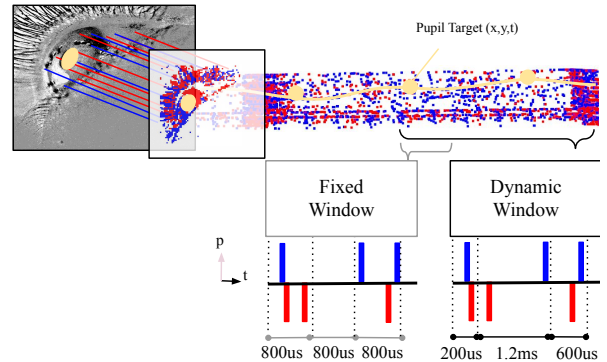 Pupil Target (x,y,t)
Fixed
Window
Dynamic
Window
p
t
800us 800us 800us
200us 1.2ms 600us